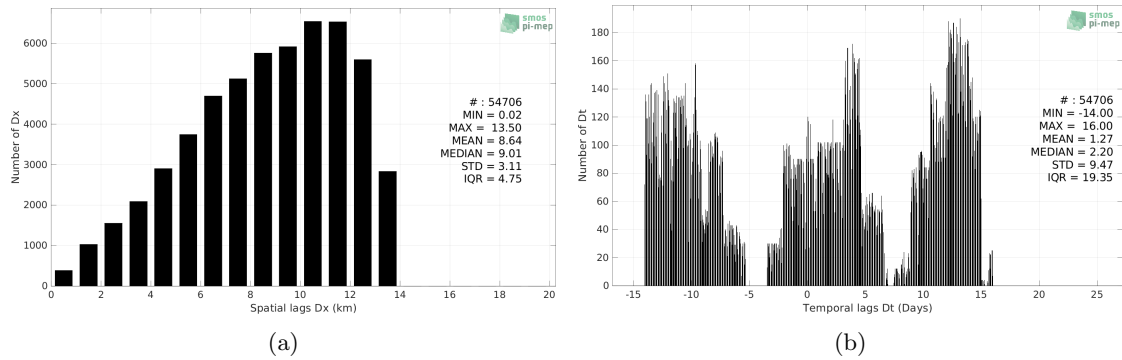 smos
pi-mep
6000
5000
4000
3000
2000
1000
0
Number of Dx
# : 54706
MIN = 0.02
MAX = 13.50
MEAN = 8.64
MEDIAN = 9.01
STD = 3.11
IQR = 4.75
0 2 4 6 8 10 12 14 16 18 20
Spatial lags Dx (km)
(a)
smos
pi-mep
180
160
140
120
100
80
60
40
20
0
Number of Dt
# : 54706
MIN = -14.00
MAX = 16.00
MEAN = 1.27
MEDIAN = 2.20
STD = 9.47
IQR = 19.35
-15 -10 -5 0 5 10 15 20 25
Temporal lags Dt (Days)
(b)